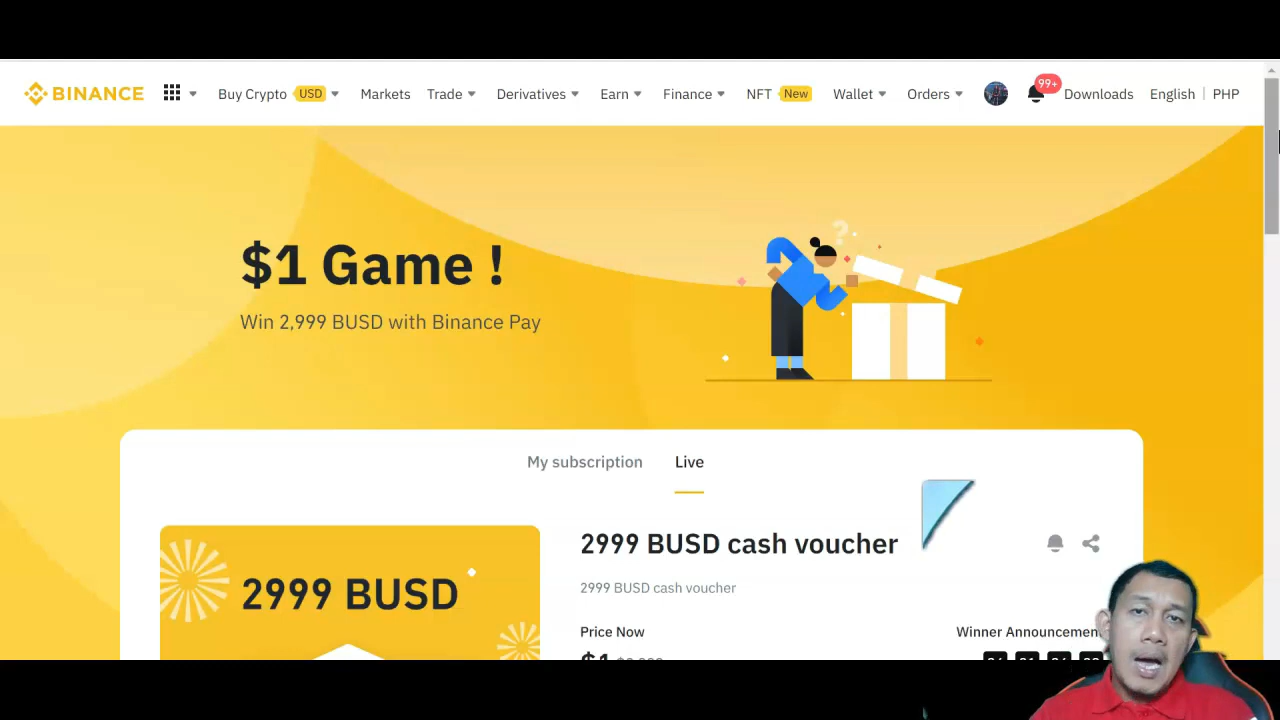 BINANCE
Buy Crypto USD Markets Trade Derivatives Earn Finance NFT New Wallet Orders 99+ Downloads English | PHP
$1 Game !
Win 2,999 BUSD with Binance Pay
?
My subscription Live
2999 BUSD
2999 BUSD cash voucher
2999 BUSD cash voucher
Price Now
Winner Announcemen
$1